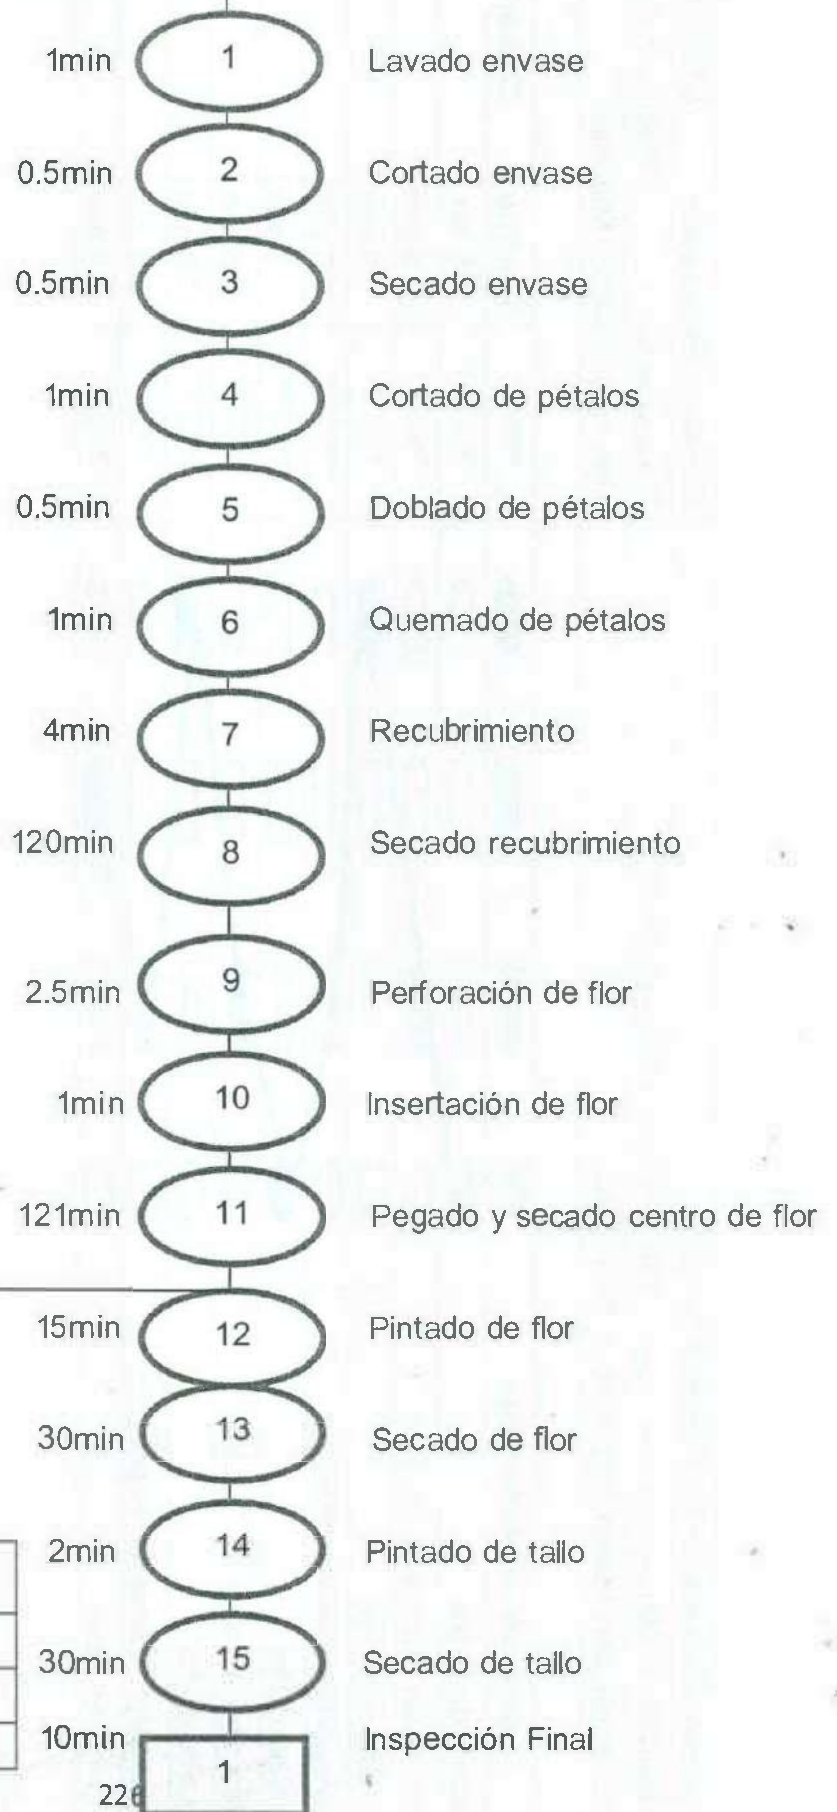 1min 1 Lavado envase
0.5min 2 Cortado envase
0.5min 3 Secado envase
1min 4 Cortado de pétalos
0.5min 5 Doblado de pétalos
1min 6 Quemado de pétalos
4min 7 Recubrimiento
120min 8 Secado recubrimiento
2.5min 9 Perforación de flor
1min 10 Insertación de flor
121min 11 Pegado y secado centro de flor
15min 12 Pintado de flor
30min 13 Secado de flor
2min 14 Pintado de tallo
30min 15 Secado de tallo
10min 1 Inspección Final